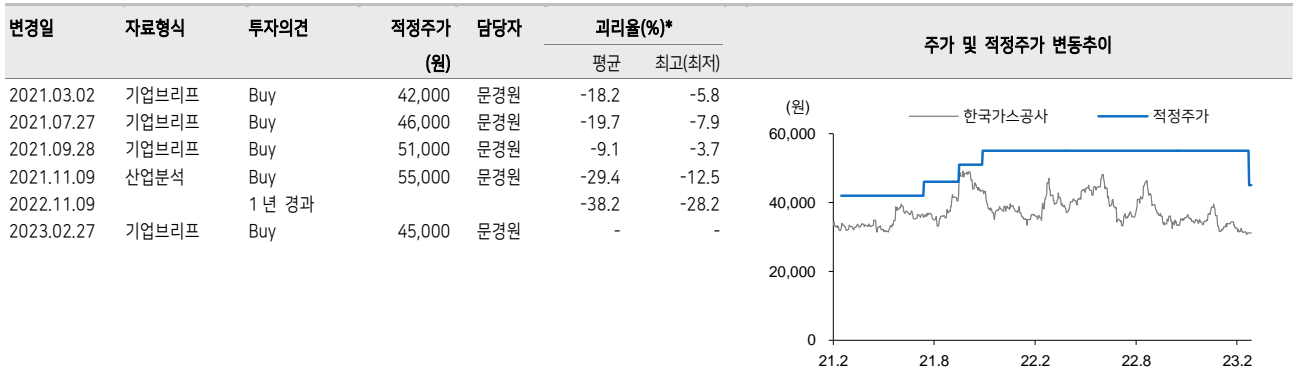 변경일 자료형식 투자의견 적정주가 담당자 괴리율(%)* 주가 및 적정주가 변동추이
(원) 평균 최고(최저)
2021.03.02 기업브리프 Buy 42,000 문경원 -18.2 -5.8
2021.07.27 기업브리프 Buy 46,000 문경원 -19.7 -7.9
2021.09.28 기업브리프 Buy 51,000 문경원 -9.1 -3.7
2021.11.09 산업분석 Buy 55,000 문경원 -29.4 -12.5
2022.11.09 1년 경과 -38.2 -28.2
2023.02.27 기업브리프 Buy 45,000 문경원 - -
(원)
한국가스공사 적정주가
60,000
40,000
20,000
0
21.2 21.8 22.2 22.8 23.2